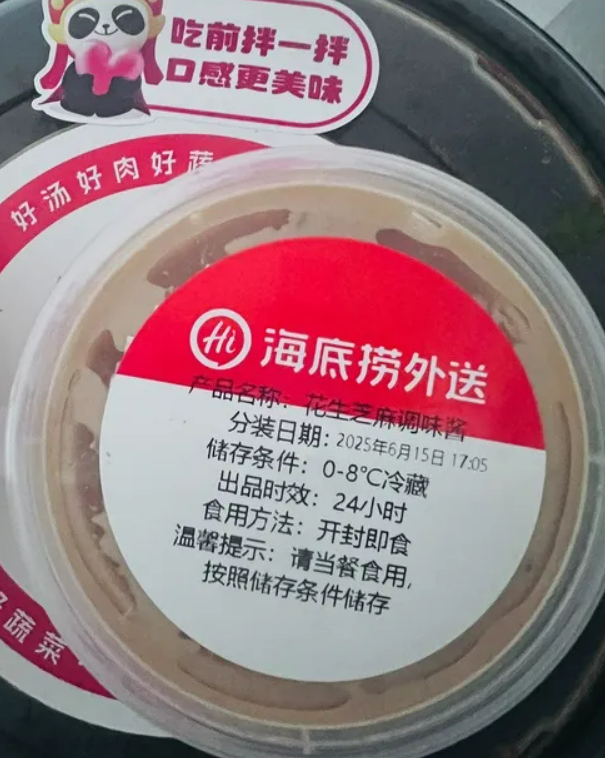 吃前拌一拌
口感更美味
好汤好肉好蔬
Hi 海底捞外送
产品名称：花生芝麻调味酱
分装日期：2025年6月15日 17:05
储存条件：0-8°C冷藏
出品时效：24小时
食用方法：开封即食
温馨提示：请当餐食用，
按照储存条件储存
蔬菜